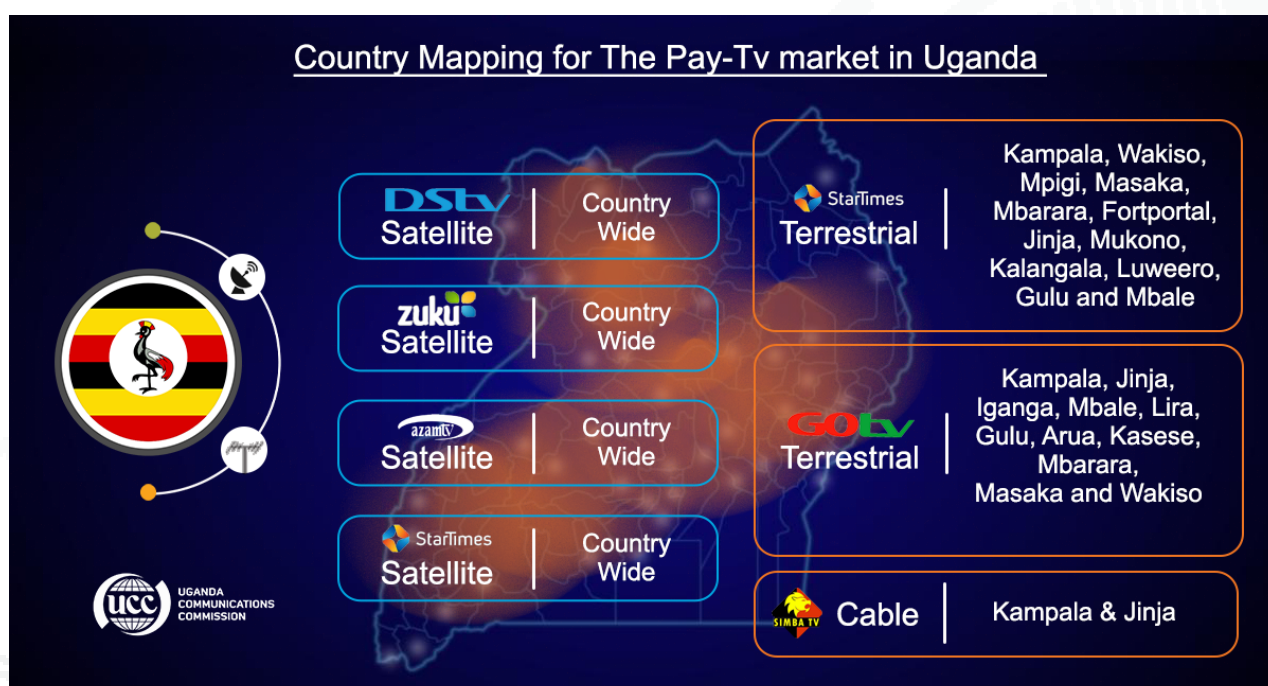 Country Mapping for The Pay-Tv market in Uganda
DStv
Satellite
Country
Wide
zuku
Satellite
Country
Wide
azamtv
Satellite
Country
Wide
StarTimes
Satellite
Country
Wide
StarTimes
Terrestrial
Kampala, Wakiso,
Mpigi, Masaka,
Mbarara, Fortportal,
Jinja, Mukono,
Kalangala, Luweero,
Gulu and Mbale
GOtv
Terrestrial
Kampala, Jinja,
Iganga, Mbale, Lira,
Gulu, Arua, Kasese,
Mbarara,
Masaka and Wakiso
SIMBA TV
Cable
Kampala & Jinja
ucc
UGANDA
COMMUNICATIONS
COMMISSION